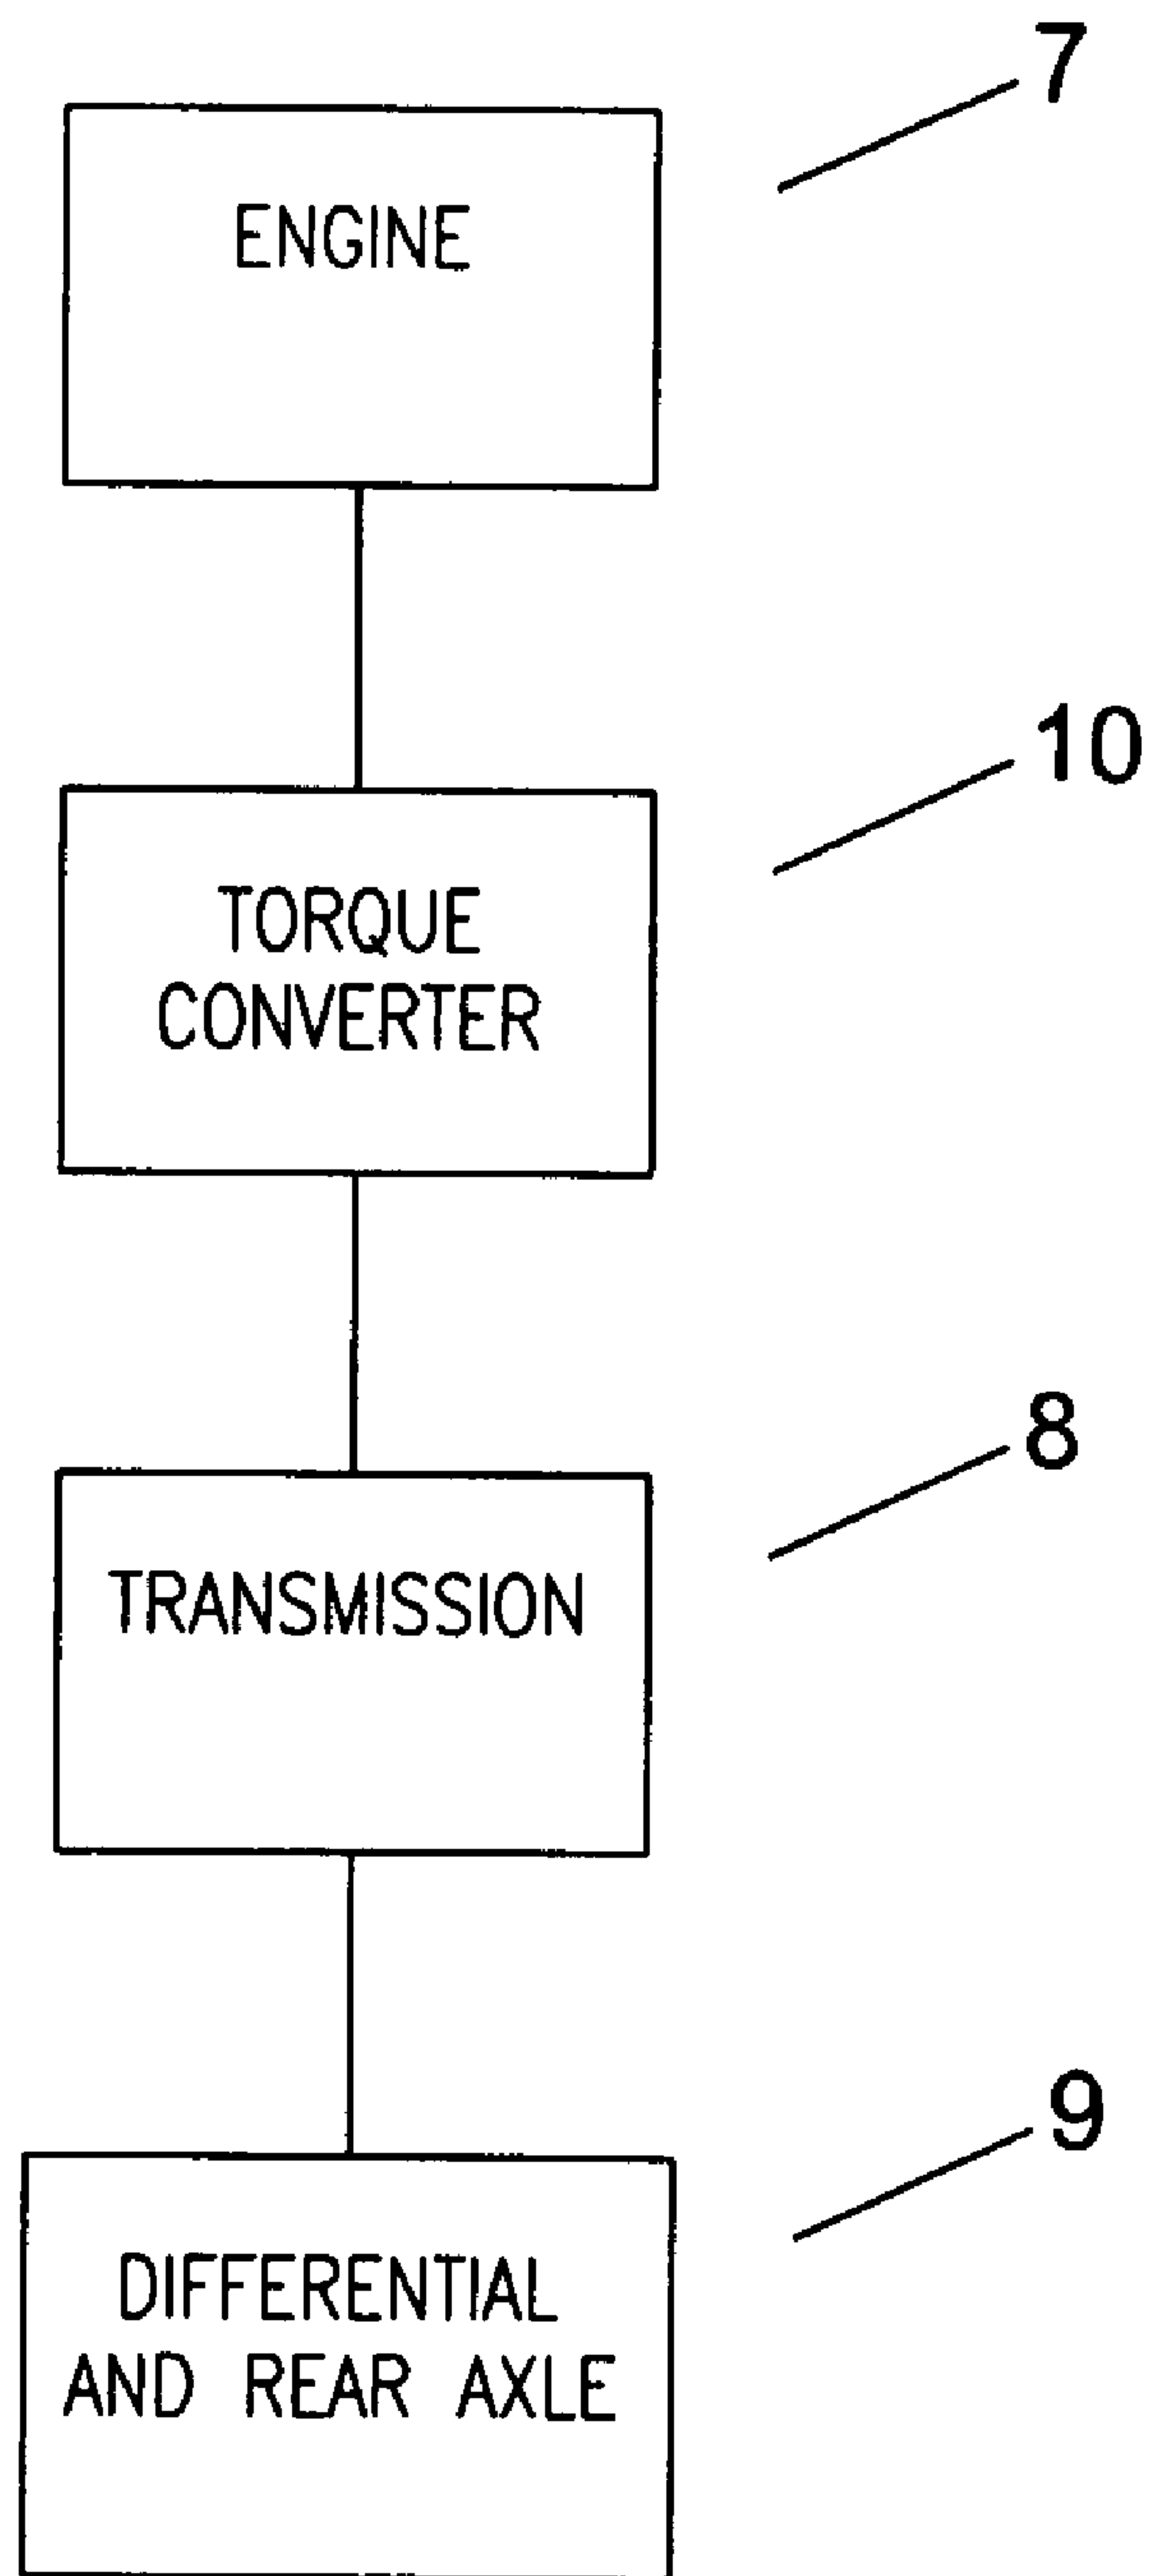 7
ENGINE
10
TORQUE
CONVERTER
8
TRANSMISSION
9
DIFFERENTIAL
AND REAR AXLE